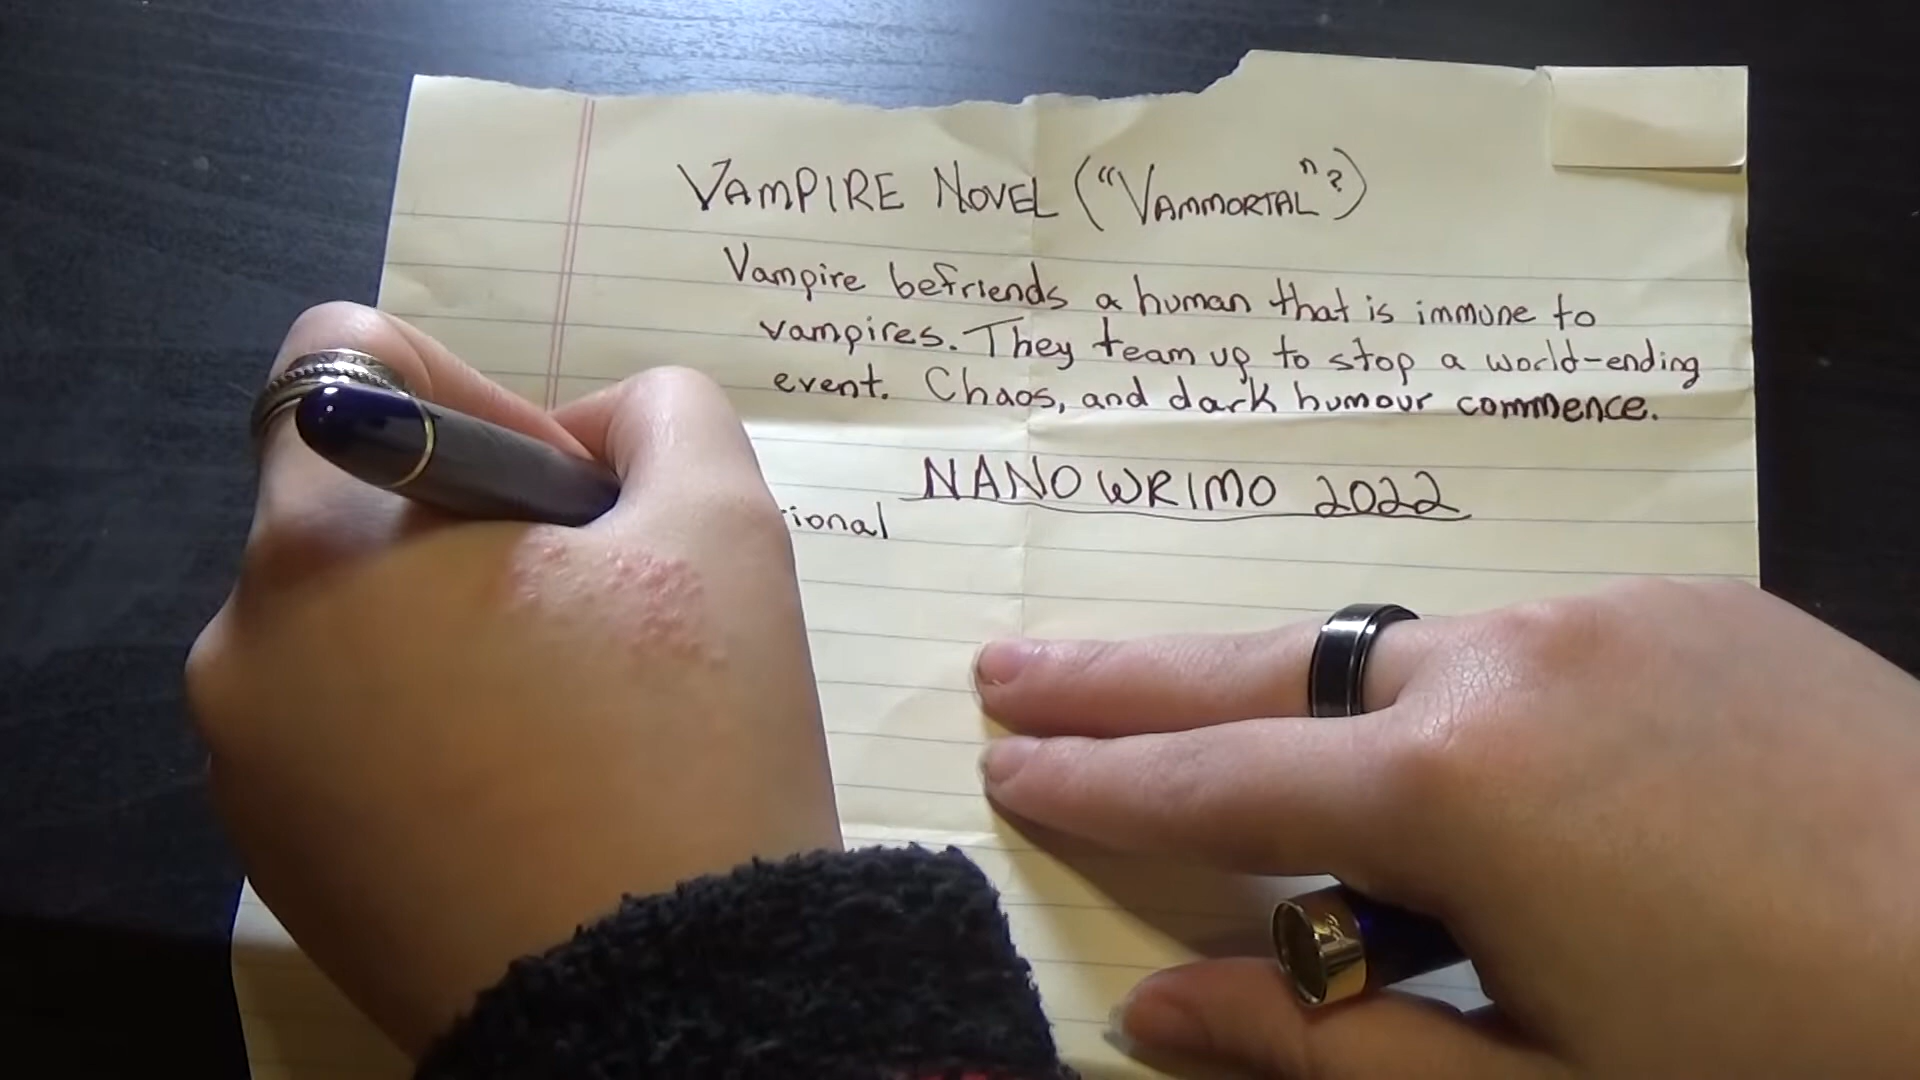 VAMPIRE NOVEL ("VAMMORTAL"?)
Vampire befriends a human that is immune to
vampires. They team up to stop a world-ending
event. Chaos, and dark humour commence.
NANOWRIMO 2022
ional